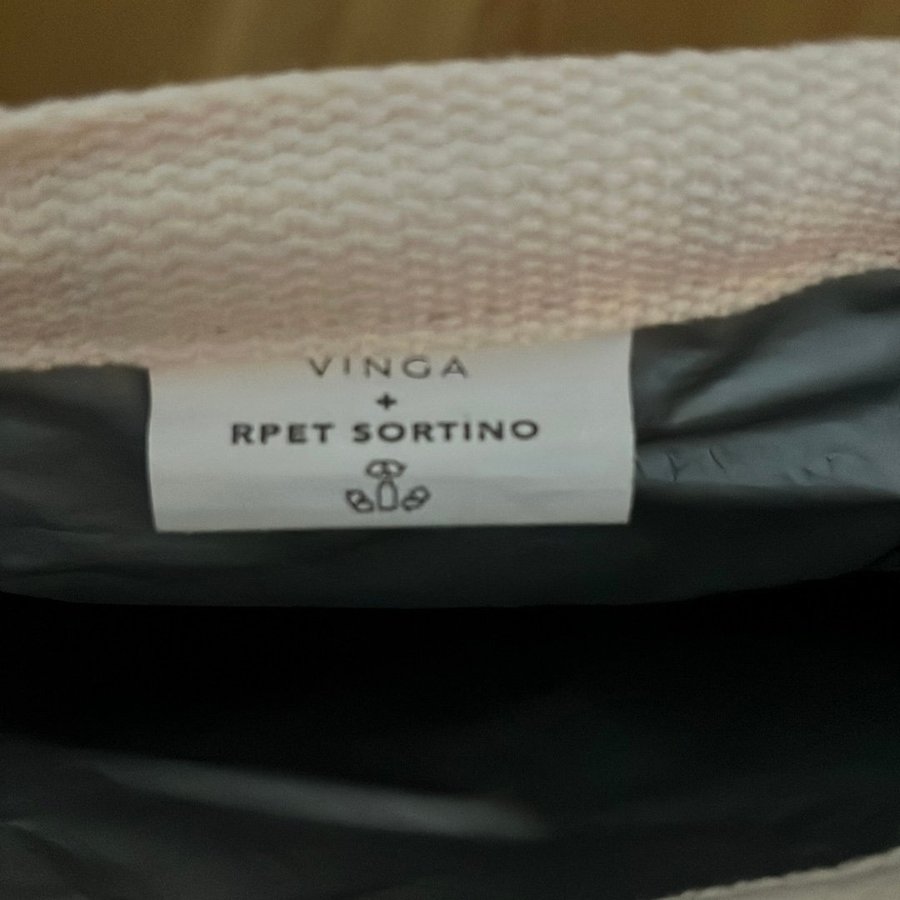 VINGA
+
RPET SORTINO